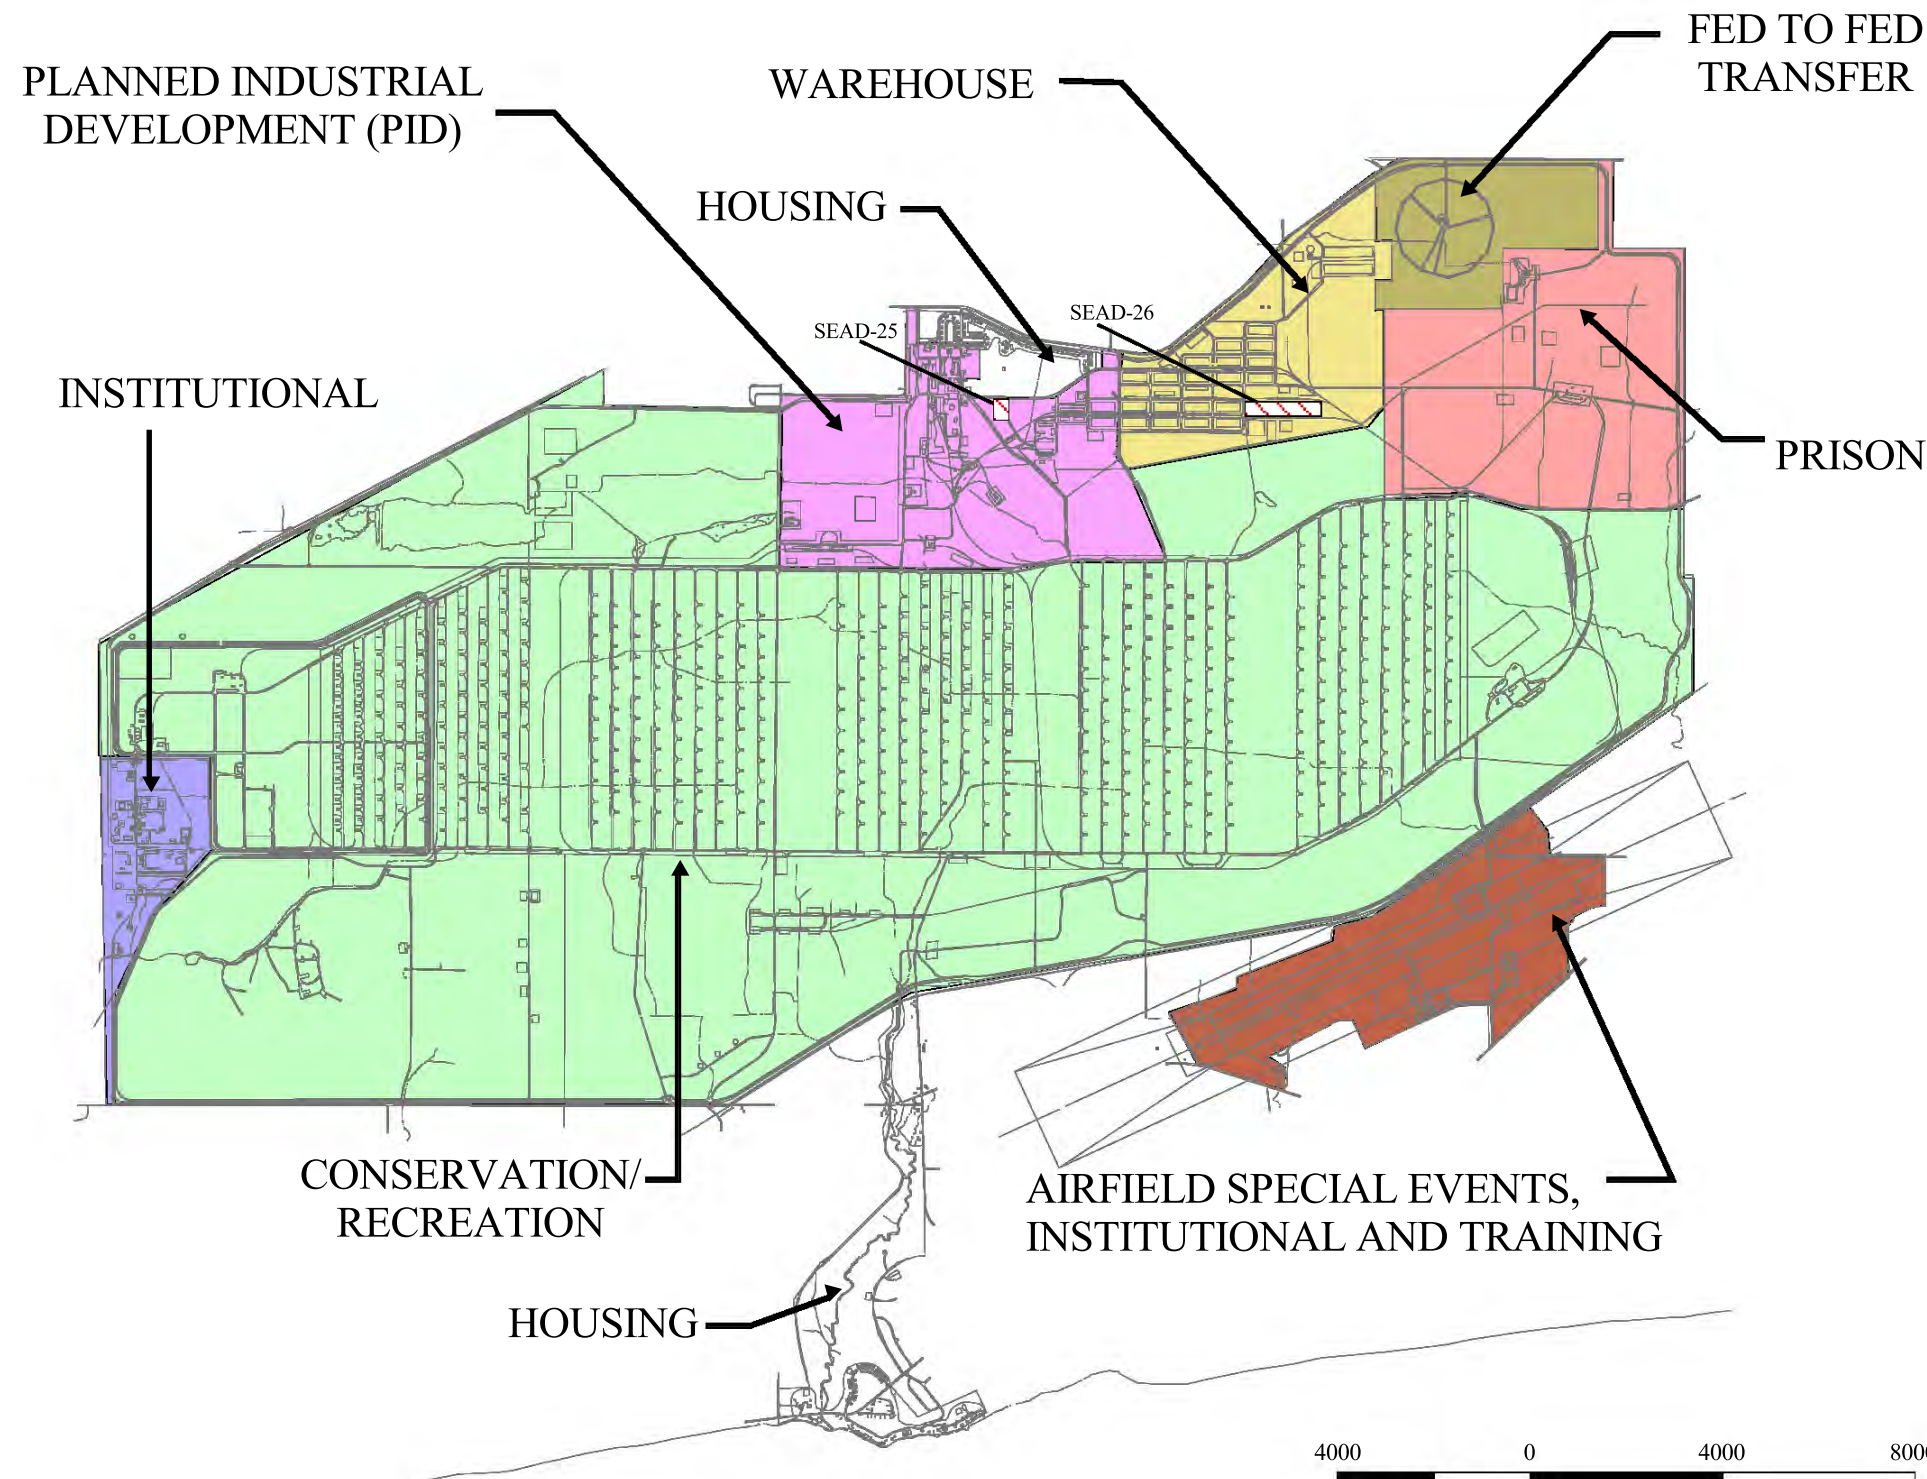 FED TO FED
TRANSFER
PLANNED INDUSTRIAL
DEVELOPMENT (PID)
WAREHOUSE
HOUSING
SEAD-25
SEAD-26
INSTITUTIONAL
PRISON
CONSERVATION/
RECREATION
AIRFIELD SPECIAL EVENTS,
INSTITUTIONAL AND TRAINING
HOUSING
4000 0 4000 800